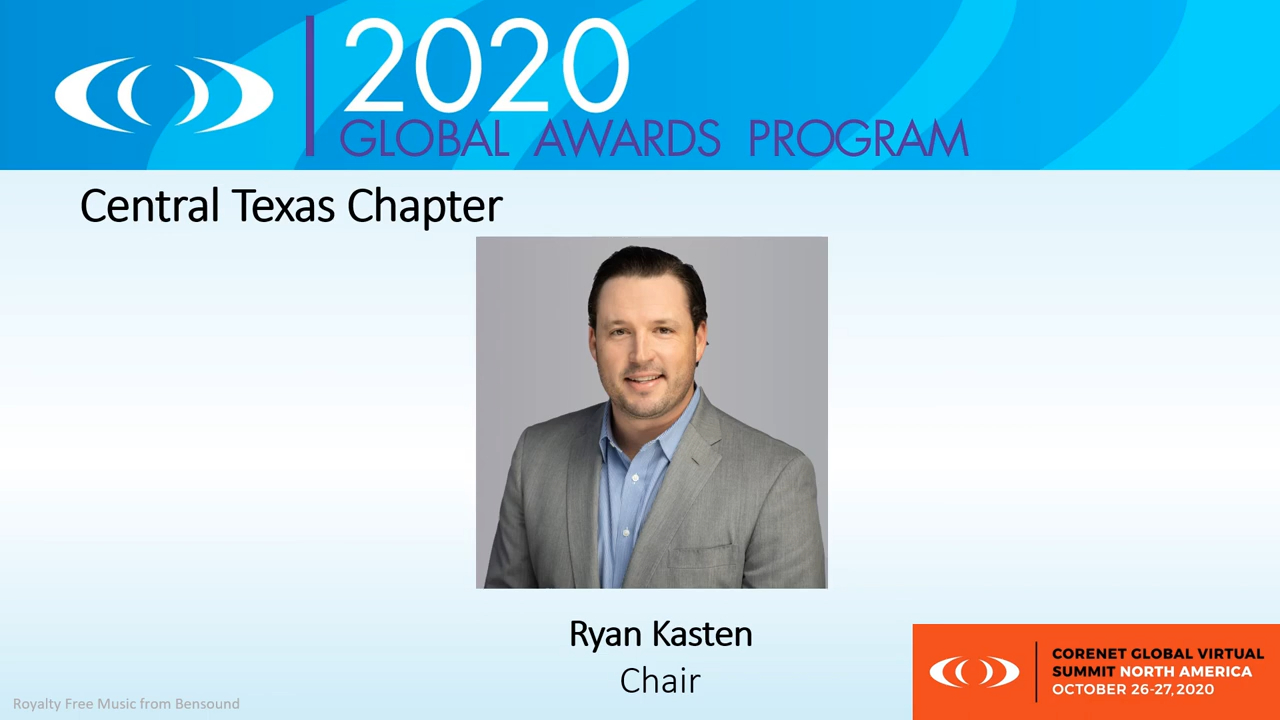 2020
GLOBAL AWARDS PROGRAM
Central Texas Chapter
Ryan Kasten
Chair
CORENET GLOBAL VIRTUAL
SUMMIT NORTH AMERICA
OCTOBER 26-27, 2020
Royalty Free Music from Bensound